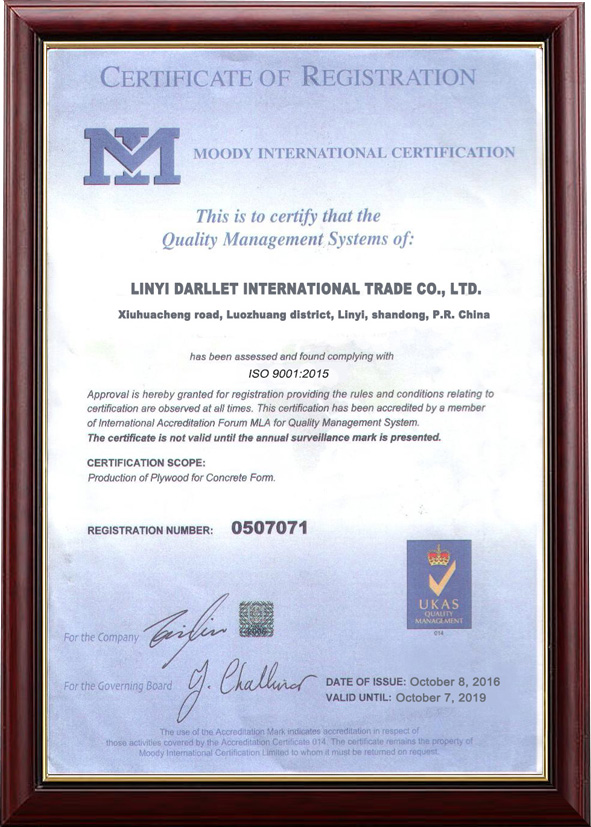 CERTIFICATE OF REGISTRATION
MOODY INTERNATIONAL CERTIFICATION
This is to certify that the
Quality Management Systems of:
LINYI DARLLET INTERNATIONAL TRADE CO., LTD.
Xiuhuacheng road, Luozhuang district, Linyi, shandong, P.R. China
has been assessed and found complying with
ISO 9001:2015
Approval is hereby granted for registration providing the rules and conditions relating to
certification are observed at all times. This certification has been accredited by a member
of International Accreditation Forum MLA for Quality Management System.
The certificate is not valid until the annual surveillance mark is presented.
CERTIFICATION SCOPE:
Production of Plywood for Concrete Form.
REGISTRATION NUMBER: 0507071
UKAS
QUALITY
MANAGEMENT
014
For the Company
For the Governing Board
DATE OF ISSUE: October 8, 2016
VALID UNTIL: October 7, 2019
The use of the Accreditation Mark indicates accreditation in respect of
those activities covered by the Accreditation Certificate 014. The certificate remains the property of
Moody International Certification Limited to whom it must be returned on request.